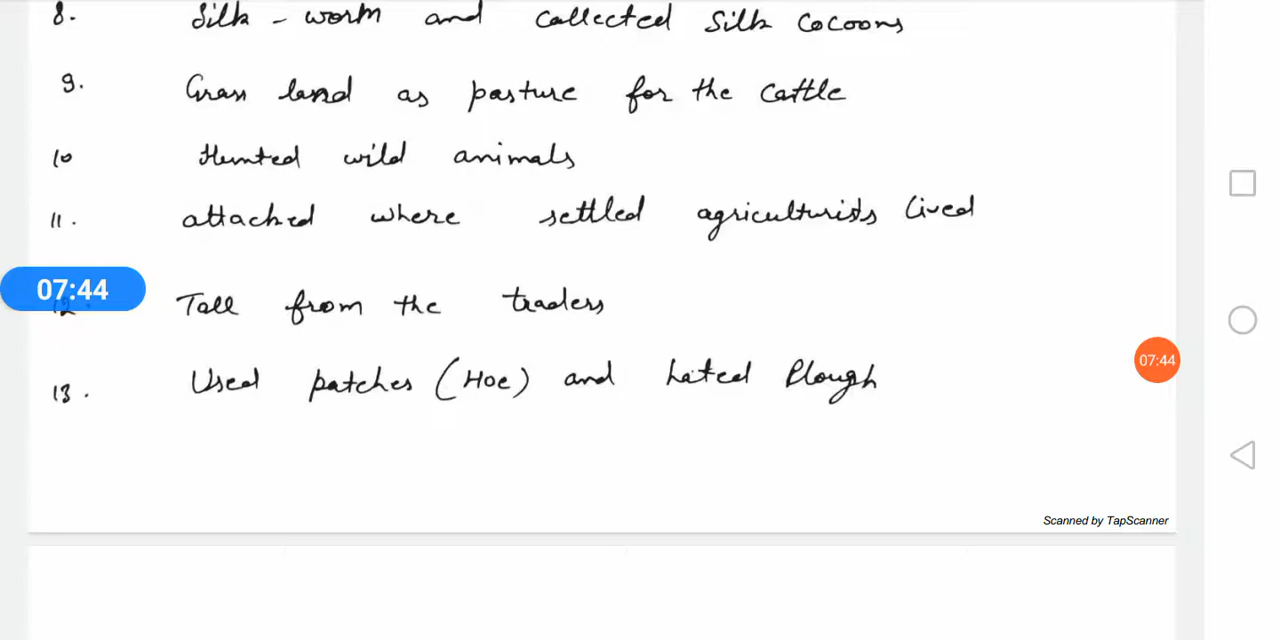 8. Silk - worm and collected silk cocoons
9. Grass land as pasture for the cattle
10 Hunted wild animals
11. attached where settled agriculturists lived
07:44
12. Toll from the traders
07:44
13. Used patches (Hoe) and hated Plough
Scanned by TapScanner